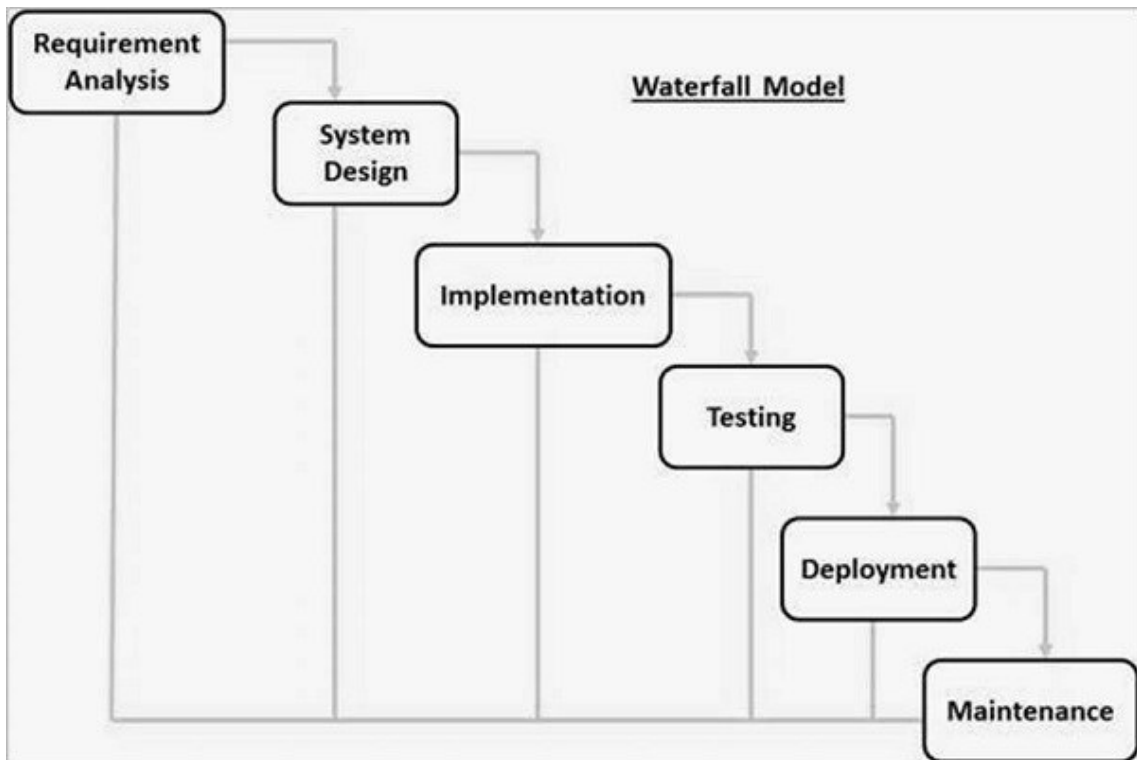 Requirement
Analysis
Waterfall Model
System
Design
Implementation
Testing
Deployment
Maintenance